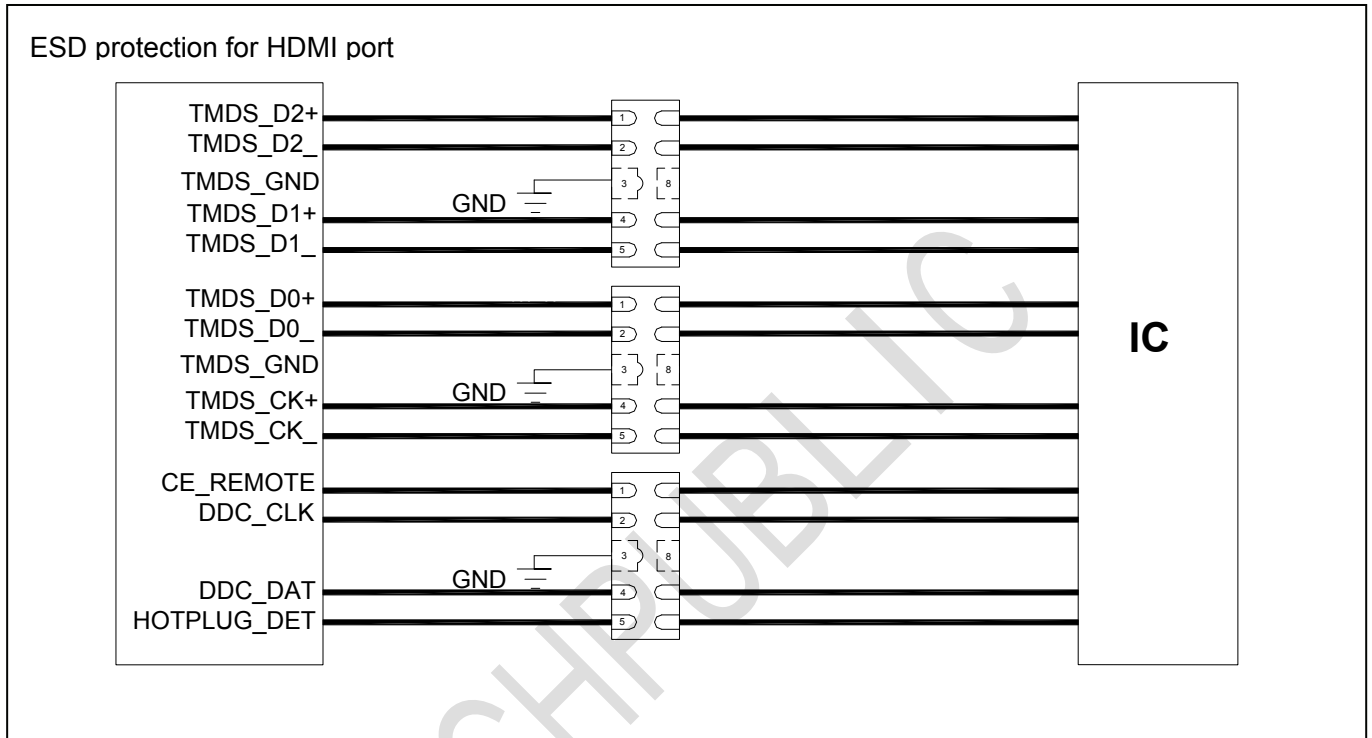 ESD protection for HDMI port
TMDS_D2+
TMDS_D2_
TMDS_GND
TMDS_D1+
TMDS_D1_
TMDS_D0+
TMDS_D0_
TMDS_GND
TMDS_CK+
TMDS_CK_
CE_REMOTE
DDC_CLK
DDC_DAT
HOTPLUG_DET
GND
GND
GND
1
2
3 8
4
5
1
2
3 8
4
5
1
2
3 8
4
5
IC
CHPUBLIC